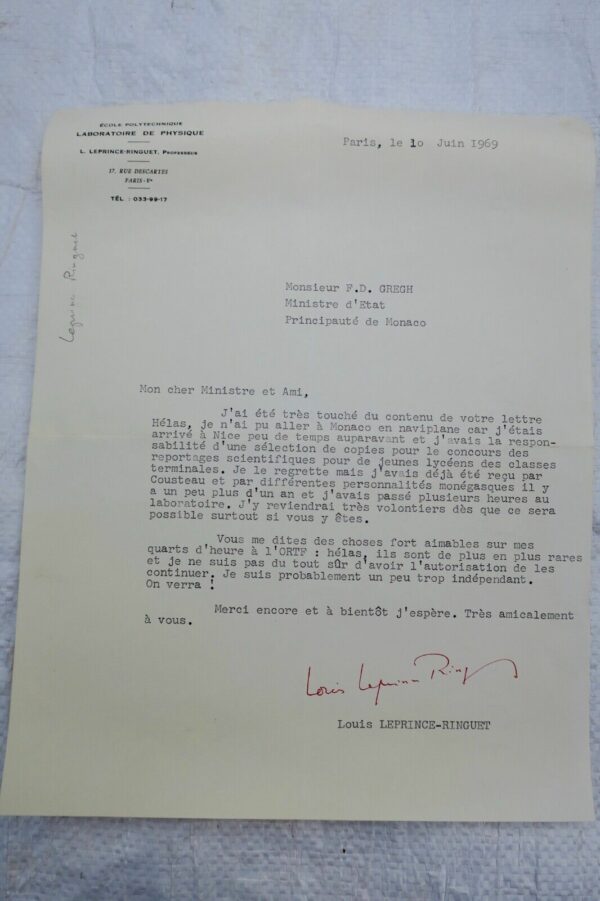 ÉCOLE POLYTECHNIQUE
LABORATOIRE DE PHYSIQUE
L. LEPRINCE-RINGUET, PROFESSEUR
17, RUE DESCARTES
PARIS-Vᵉ
TÉL : 033-99-17
Paris, le 1o Juin I969
Leprince Ringuet
Monsieur F.D. GREGH
Ministre d'Etat
Principauté de Monaco
Mon cher Ministre et Ami,
J'ai été très touché du contenu de votre lettre
Hélas, je n'ai pu aller à Monaco en naviplane car j'étais
arrivé à Nice peu de temps auparavant et j'avais la respon-
sabilité d'une sélection de copies pour le concours des
reportages scientifiques pour de jeunes lycéens des classes
terminales. Je le regrette mais j'avais déjà été reçu par
Cousteau et par différentes personnalités monégasques il y
a un peu plus d'un an et j'avais passé plusieurs heures au
laboratoire. J'y reviendrai très volontiers dès que ce sera
possible surtout si vous y êtes.
Vous me dites des choses fort aimables sur mes
quarts d'heure à l'ORTF : hélas, ils sont de plus en plus rares
et je ne suis pas du tout sûr d'avoir l'autorisation de les
continuer. Je suis probablement un peu trop indépendant.
On verra !
Merci encore et à bientôt j'espère. Très amicalement
à vous.
Louis Leprince Ring
Louis LEPRINCE-RINGUET